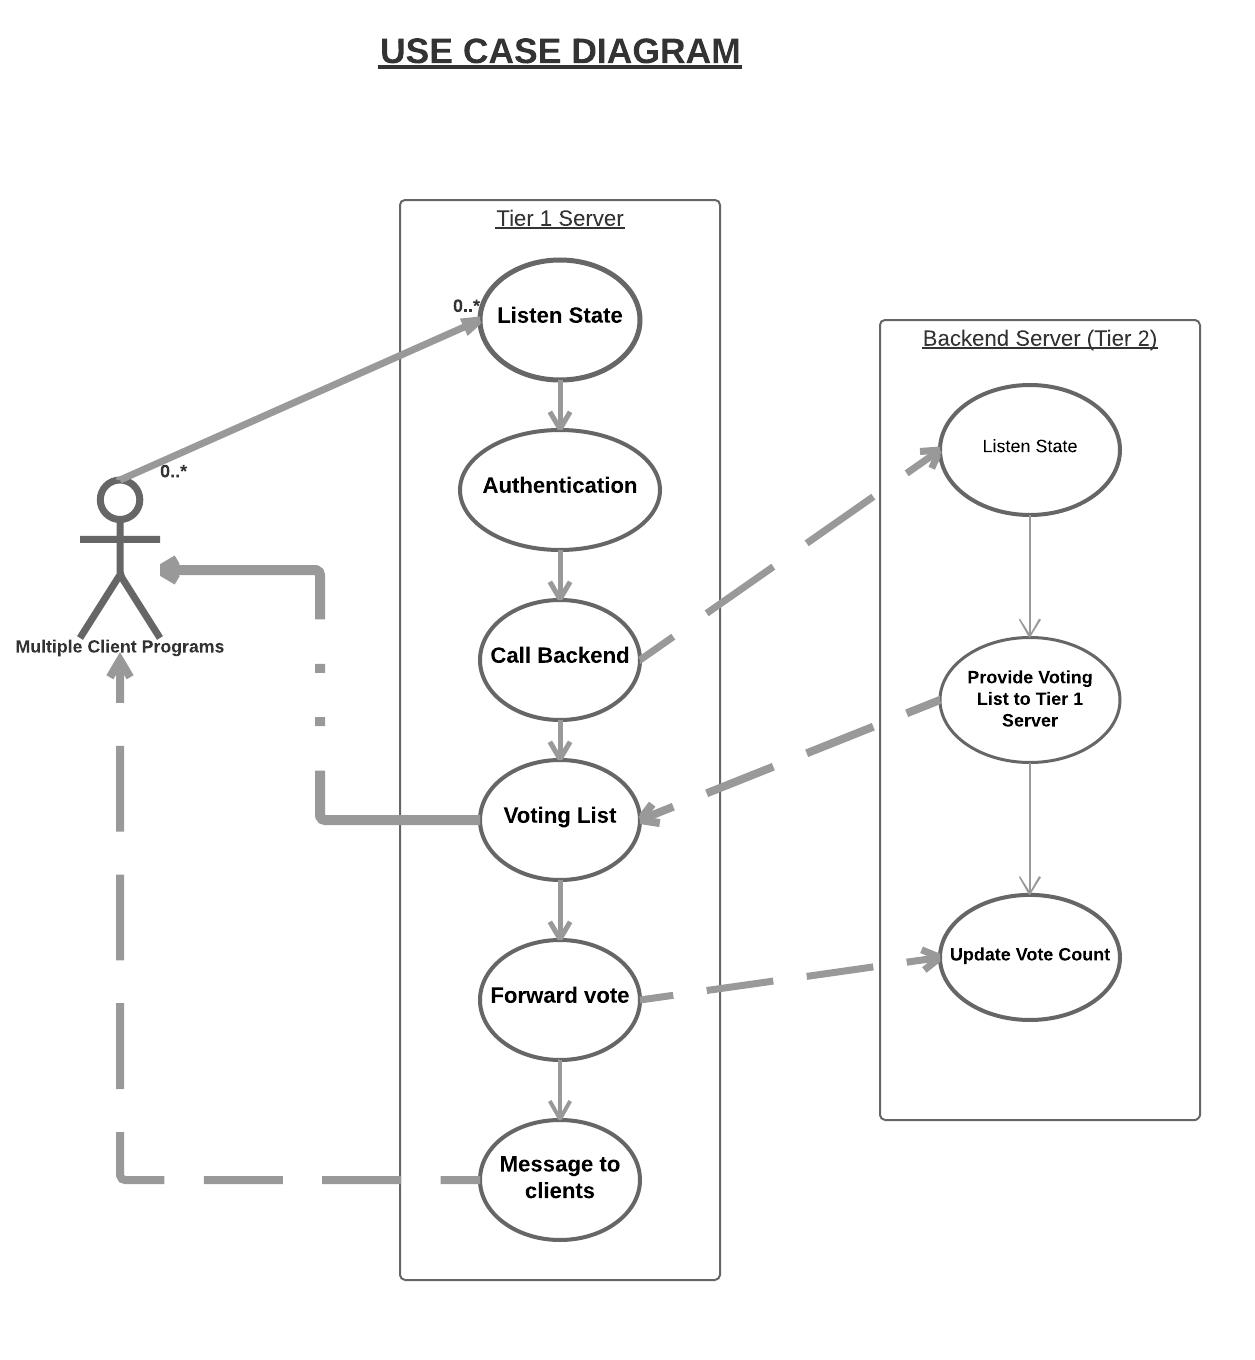 USE CASE DIAGRAM
Tier 1 Server
0..*
Listen State
Backend Server (Tier 2)
Listen State
0..*
Authentication
Multiple Client Programs
Call Backend
Provide Voting
List to Tier 1
Server
Voting List
Update Vote Count
Forward vote
Message to
clients